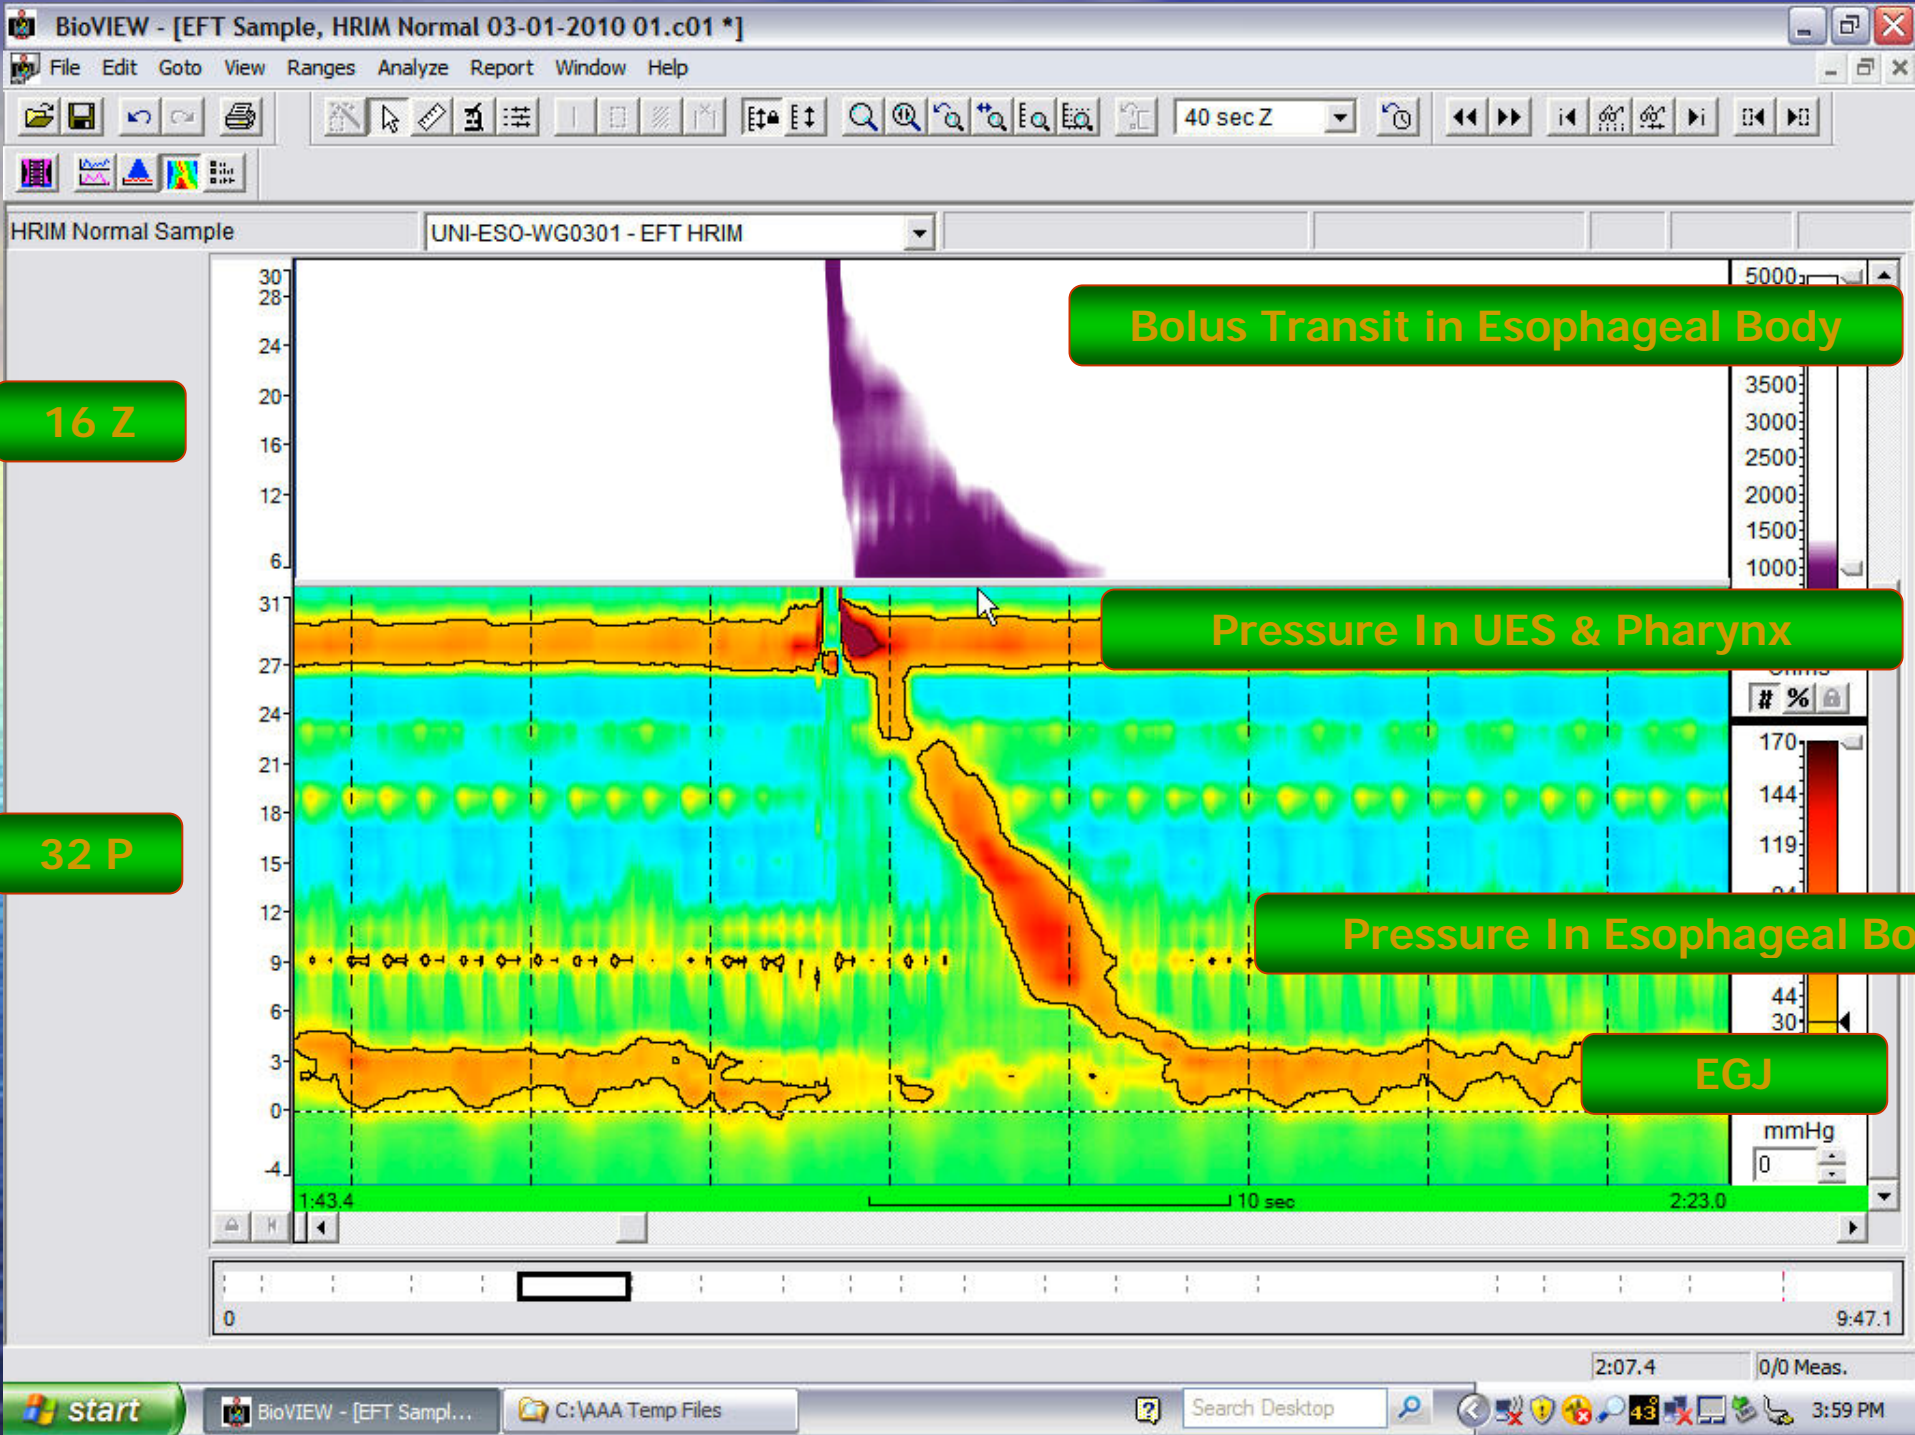 BioVIEW - [EFT Sample, HRIM Normal 03-01-2010 01.c01 *]
File Edit Goto View Ranges Analyze Report Window Help
40 sec Z
HRIM Normal Sample
UNI-ESO-WG0301 - EFT HRIM
30
28
24
20
16
12
6
5000
Bolus Transit in Esophageal Body
3500
3000
2500
2000
1500
1000
16 Z
31
27
24
21
18
15
12
9
6
3
0
-4
Pressure In UES & Pharynx
# %
170
144
119
32 P
Pressure In Esophageal Bo
44
30
EGJ
mmHg
0
1:43.4
10 sec
2:23.0
0
9:47.1
2:07.4
0/0 Meas.
start
BioVIEW - [EFT Sampl...
C:\AAA Temp Files
Search Desktop
43°
3:59 PM